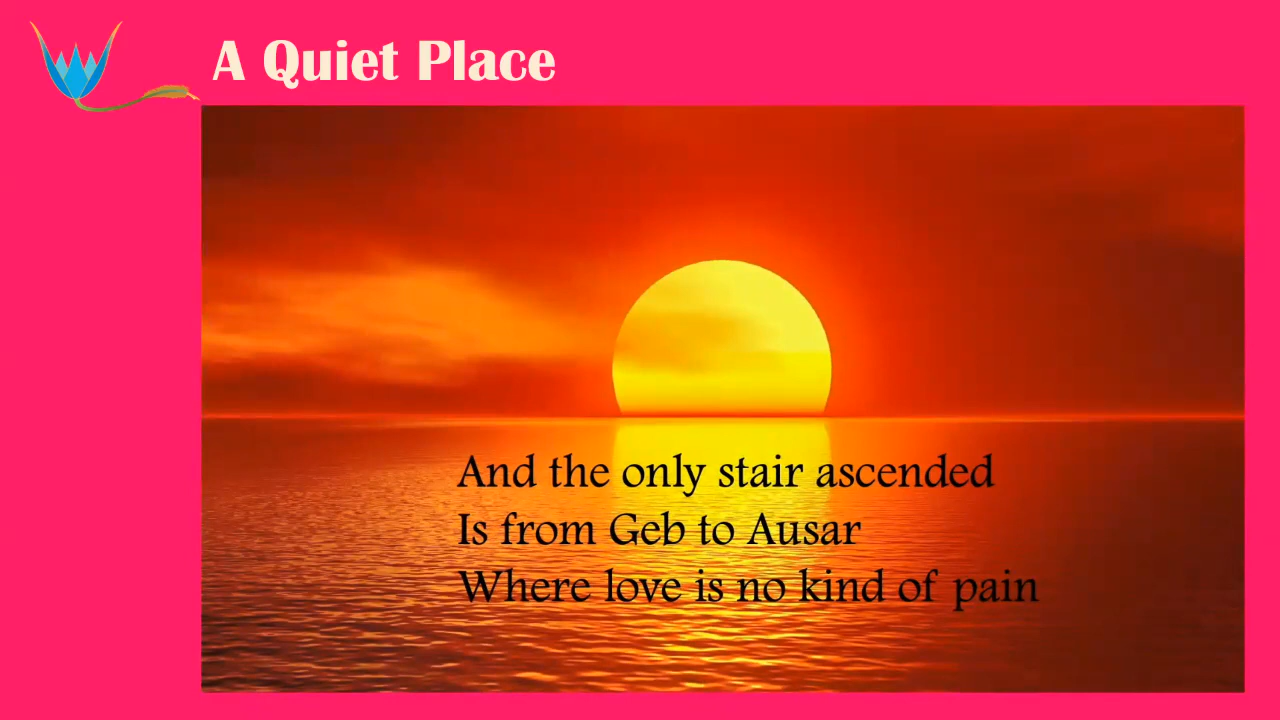 A Quiet Place
And the only stair ascended
Is from Geb to Ausar
Where love is no kind of pain